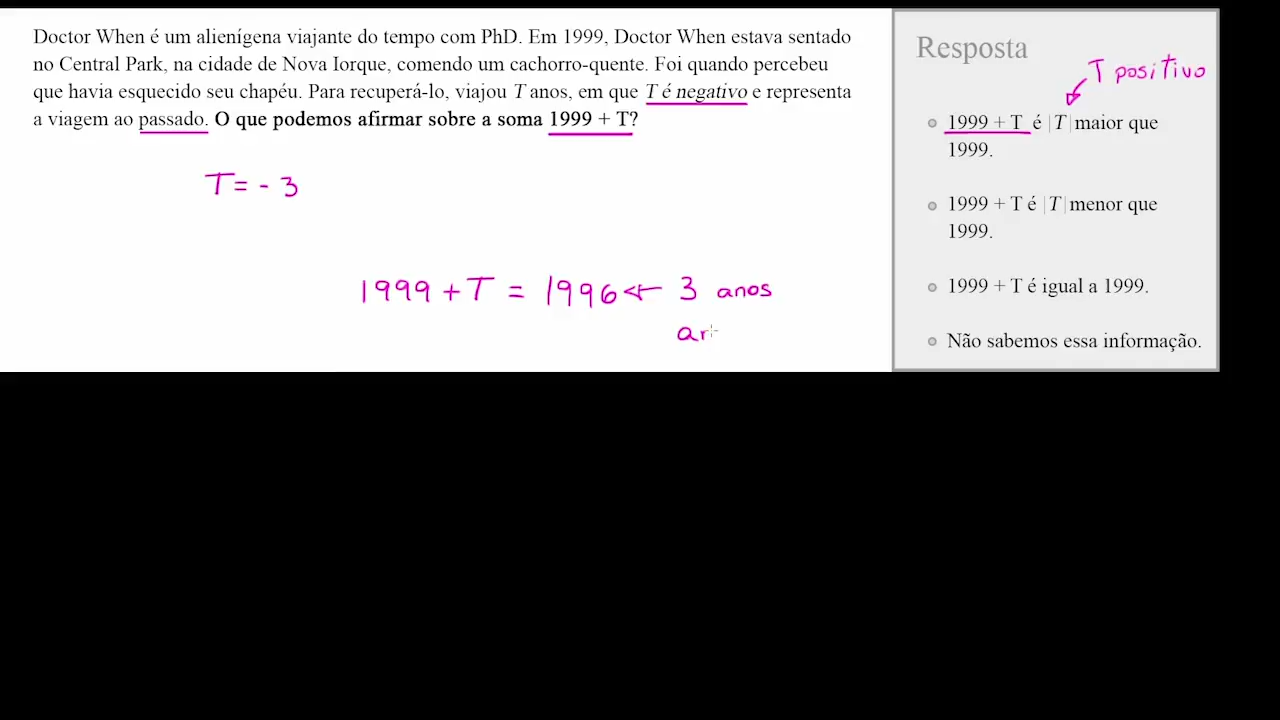 Doctor When é um alienígena viajante do tempo com PhD. Em 1999, Doctor When estava sentado
no Central Park, na cidade de Nova Iorque, comendo um cachorro-quente. Foi quando percebeu
que havia esquecido seu chapéu. Para recuperá-lo, viajou T anos, em que T é negativo e representa
a viagem ao passado. O que podemos afirmar sobre a soma 1999 + T?
T = - 3
1999 + T = 1996 ← 3 anos
ar
Resposta
T positivo
1999 + T é |T| maior que
1999.
1999 + T é |T| menor que
1999.
1999 + T é igual a 1999.
Não sabemos essa informação.